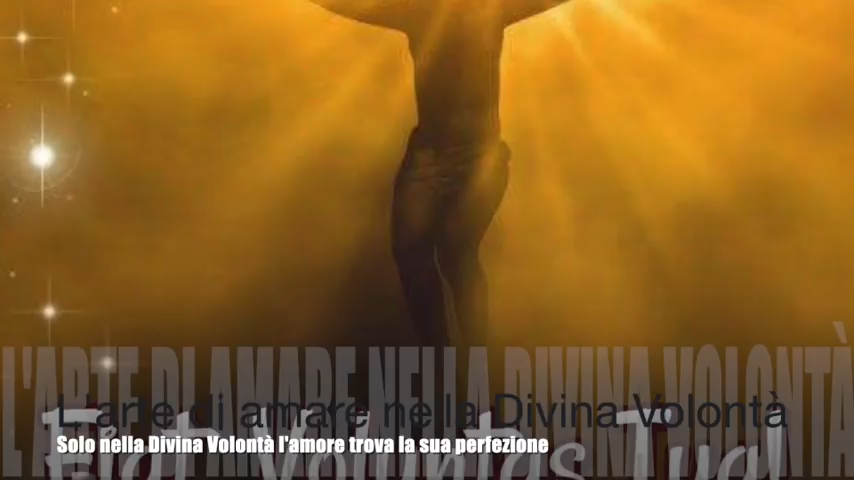 L'ARTE DI AMARE NELLA DIVINA VOLONTÀ
L'arte di amare nella Divina Volontà
Solo nella Divina Volontà l'amore trova la sua perfezione
Fiat Voluntas Tua!